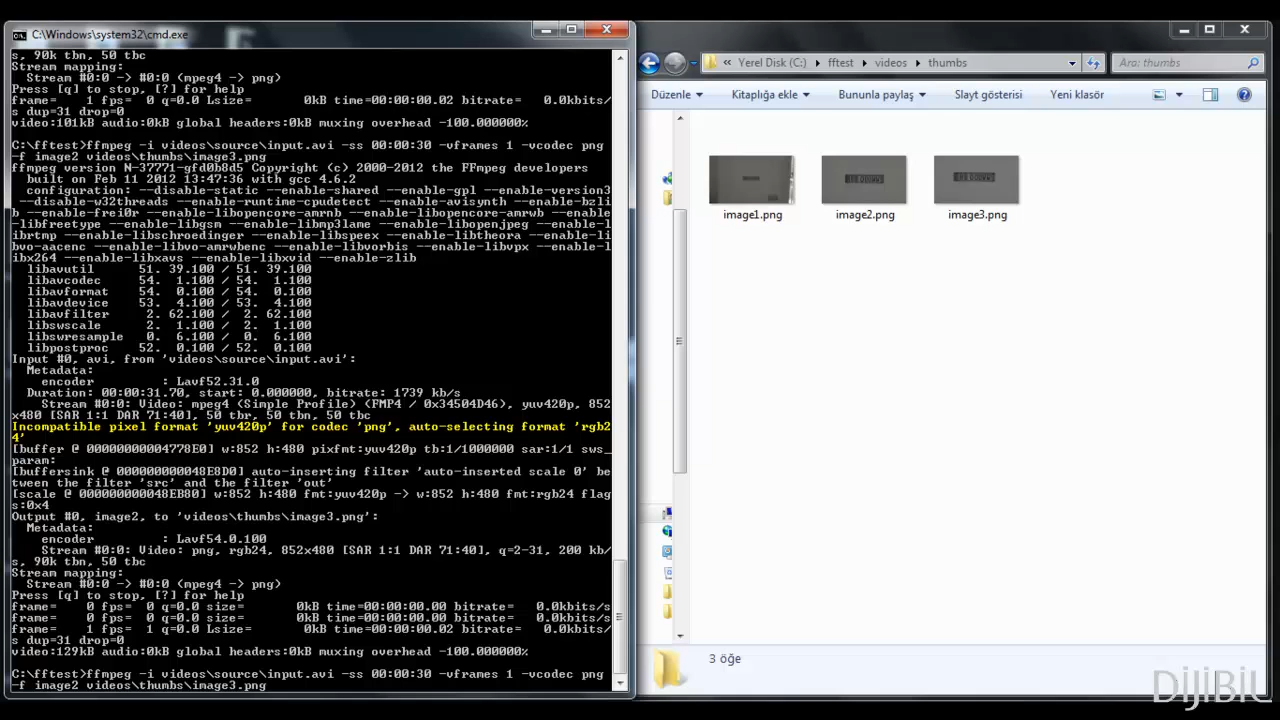 C:\Windows\system32\cmd.exe
s, 90k tbn, 50 tbc
Stream mapping:
  Stream #0:0 -> #0:0 (mpeg4 -> png)
Press [q] to stop, [?] for help
frame=    1 fps=  0 q=0.0 Lsize=       0kB time=00:00:00.02 bitrate=   0.0kbits/
s dup=31 drop=0
video:101kB audio:0kB global headers:0kB muxing overhead -100.000000%
C:\fftest>ffmpeg -i videos\source\input.avi -ss 00:00:30 -vframes 1 -vcodec png
-f image2 videos\thumbs\image3.png
ffmpeg version N-37771-gfd0b8d5 Copyright (c) 2000-2012 the FFmpeg developers
  built on Feb 11 2012 13:47:36 with gcc 4.6.2
  configuration: --disable-static --enable-shared --enable-gpl --enable-version3
 --disable-w32threads --enable-runtime-cpudetect --enable-avisynth --enable-bzli
b --enable-frei0r --enable-libopencore-amrnb --enable-libopencore-amrwb --enable
-libfreetype --enable-libgsm --enable-libmp3lame --enable-libopenjpeg --enable-l
ibrtmp --enable-libschroedinger --enable-libspeex --enable-libtheora --enable-li
bvo-aacenc --enable-libvo-amrwbenc --enable-libvorbis --enable-libvpx --enable-l
ibx264 --enable-libxavs --enable-libxvid --enable-zlib
  libavutil      51. 39.100 / 51. 39.100
  libavcodec     54.  1.100 / 54.  1.100
  libavformat    54.  0.100 / 54.  0.100
  libavdevice    53.  4.100 / 53.  4.100
  libavfilter     2. 62.100 /  2. 62.100
  libswscale      2.  1.100 /  2.  1.100
  libswresample   0.  6.100 /  0.  6.100
  libpostproc    52.  0.100 / 52.  0.100
Input #0, avi, from 'videos\source\input.avi':
  Metadata:
    encoder         : Lavf52.31.0
  Duration: 00:00:31.70, start: 0.000000, bitrate: 1739 kb/s
    Stream #0:0: Video: mpeg4 (Simple Profile) (FMP4 / 0x34504D46), yuv420p, 852
x480 [SAR 1:1 DAR 71:40], 50 tbr, 50 tbn, 50 tbc
Incompatible pixel format 'yuv420p' for codec 'png', auto-selecting format 'rgb2
4'
[buffer @ 00000000004778E0] w:852 h:480 pixfmt:yuv420p tb:1/1000000 sar:1/1 sws_
param:
[buffersink @ 000000000048E8D0] auto-inserting filter 'auto-inserted scale 0' be
tween the filter 'src' and the filter 'out'
[scale @ 000000000048EB80] w:852 h:480 fmt:yuv420p -> w:852 h:480 fmt:rgb24 flag
s:0x4
Output #0, image2, to 'videos\thumbs\image3.png':
  Metadata:
    encoder         : Lavf54.0.100
    Stream #0:0: Video: png, rgb24, 852x480 [SAR 1:1 DAR 71:40], q=2-31, 200 kb/
s, 90k tbn, 50 tbc
Stream mapping:
  Stream #0:0 -> #0:0 (mpeg4 -> png)
Press [q] to stop, [?] for help
frame=    0 fps=  0 q=0.0 size=       0kB time=00:00:00.00 bitrate=   0.0kbits/s
frame=    0 fps=  0 q=0.0 size=       0kB time=00:00:00.00 bitrate=   0.0kbits/s
frame=    1 fps=  1 q=0.0 Lsize=       0kB time=00:00:00.02 bitrate=   0.0kbits/
s dup=31 drop=0
video:129kB audio:0kB global headers:0kB muxing overhead -100.000000%
C:\fftest>ffmpeg -i videos\source\input.avi -ss 00:00:30 -vframes 1 -vcodec png
-f image2 videos\thumbs\image3.png
« Yerel Disk (C:) fftest videos thumbs
Ara: thumbs
Düzenle Kitaplığa ekle Bununla paylaş Slayt gösterisi Yeni klasör
image1.png image2.png image3.png
3 öğe
DijiBiL